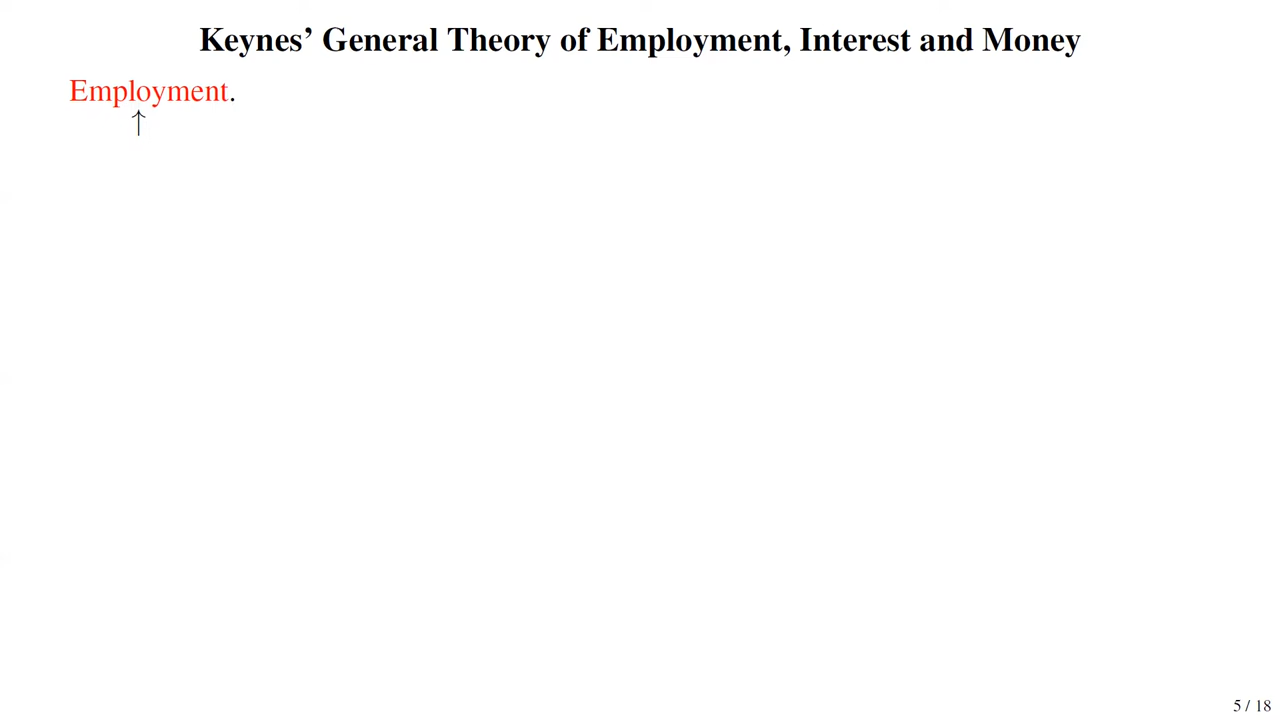 Keynes’ General Theory of Employment, Interest and Money
Employment.
↑
5 / 18